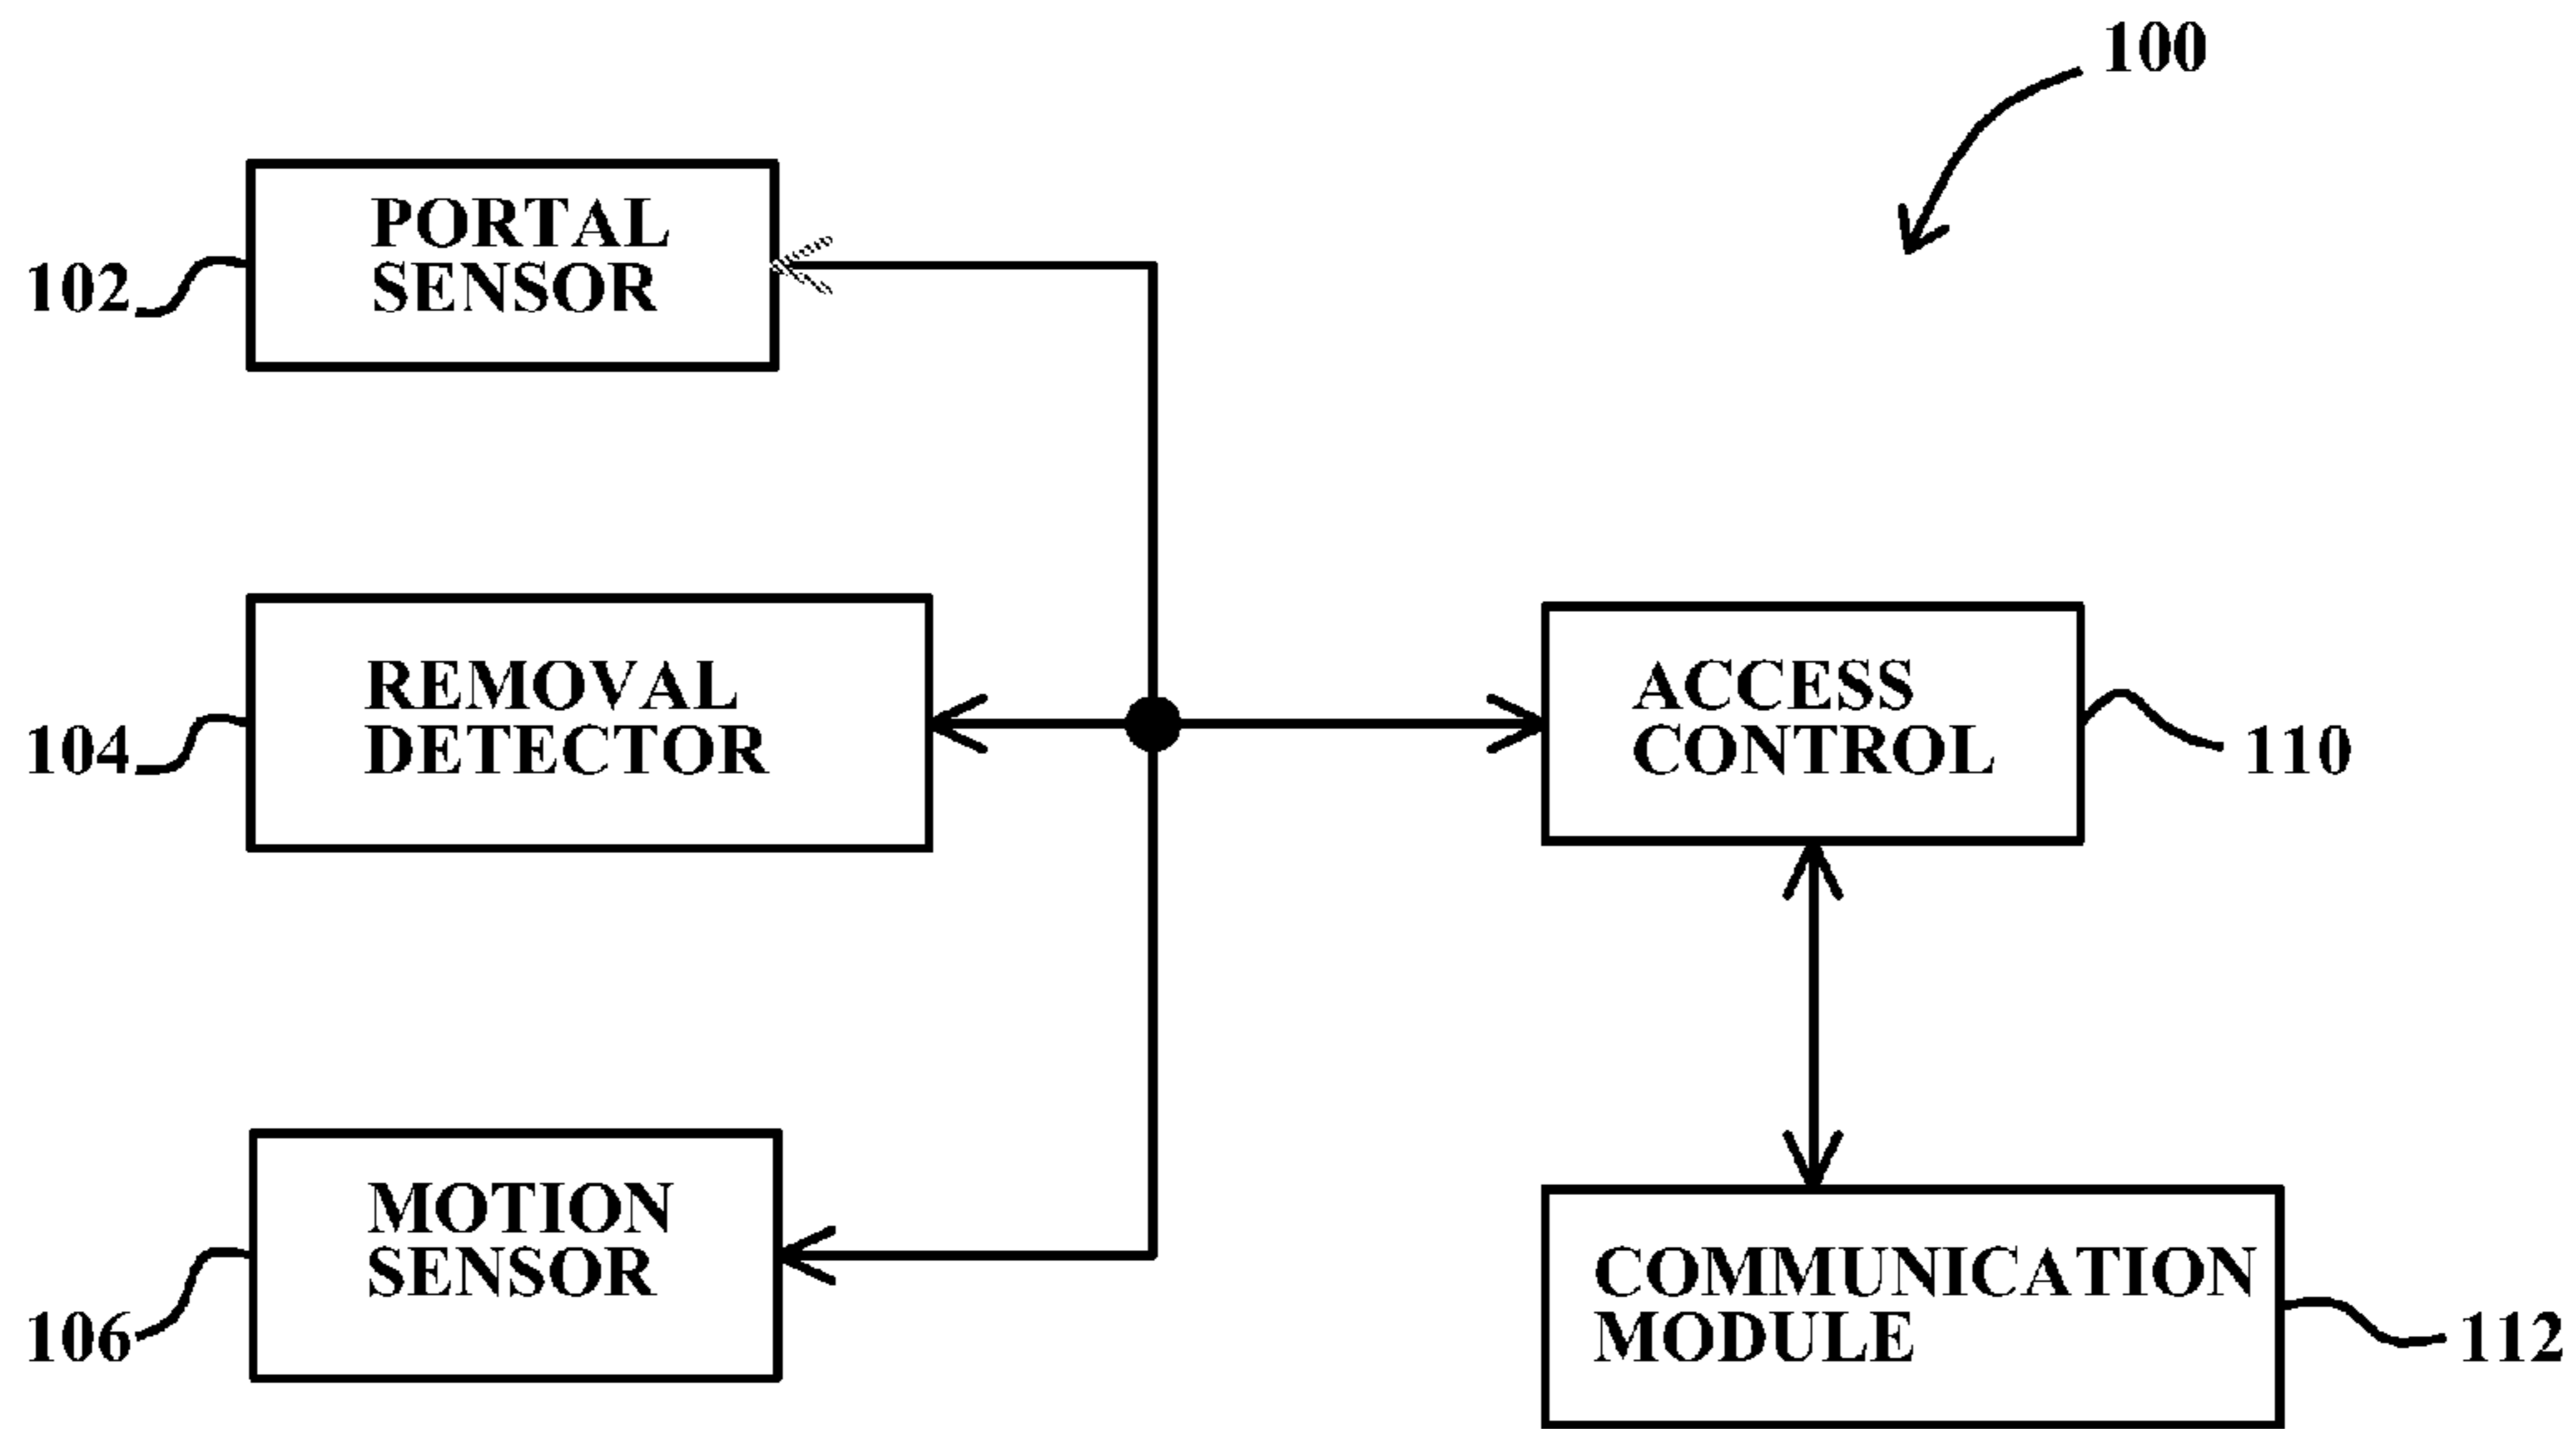 100
PORTAL
SENSOR
102
REMOVAL
DETECTOR
104
ACCESS
CONTROL
110
MOTION
SENSOR
106
COMMUNICATION
MODULE
112